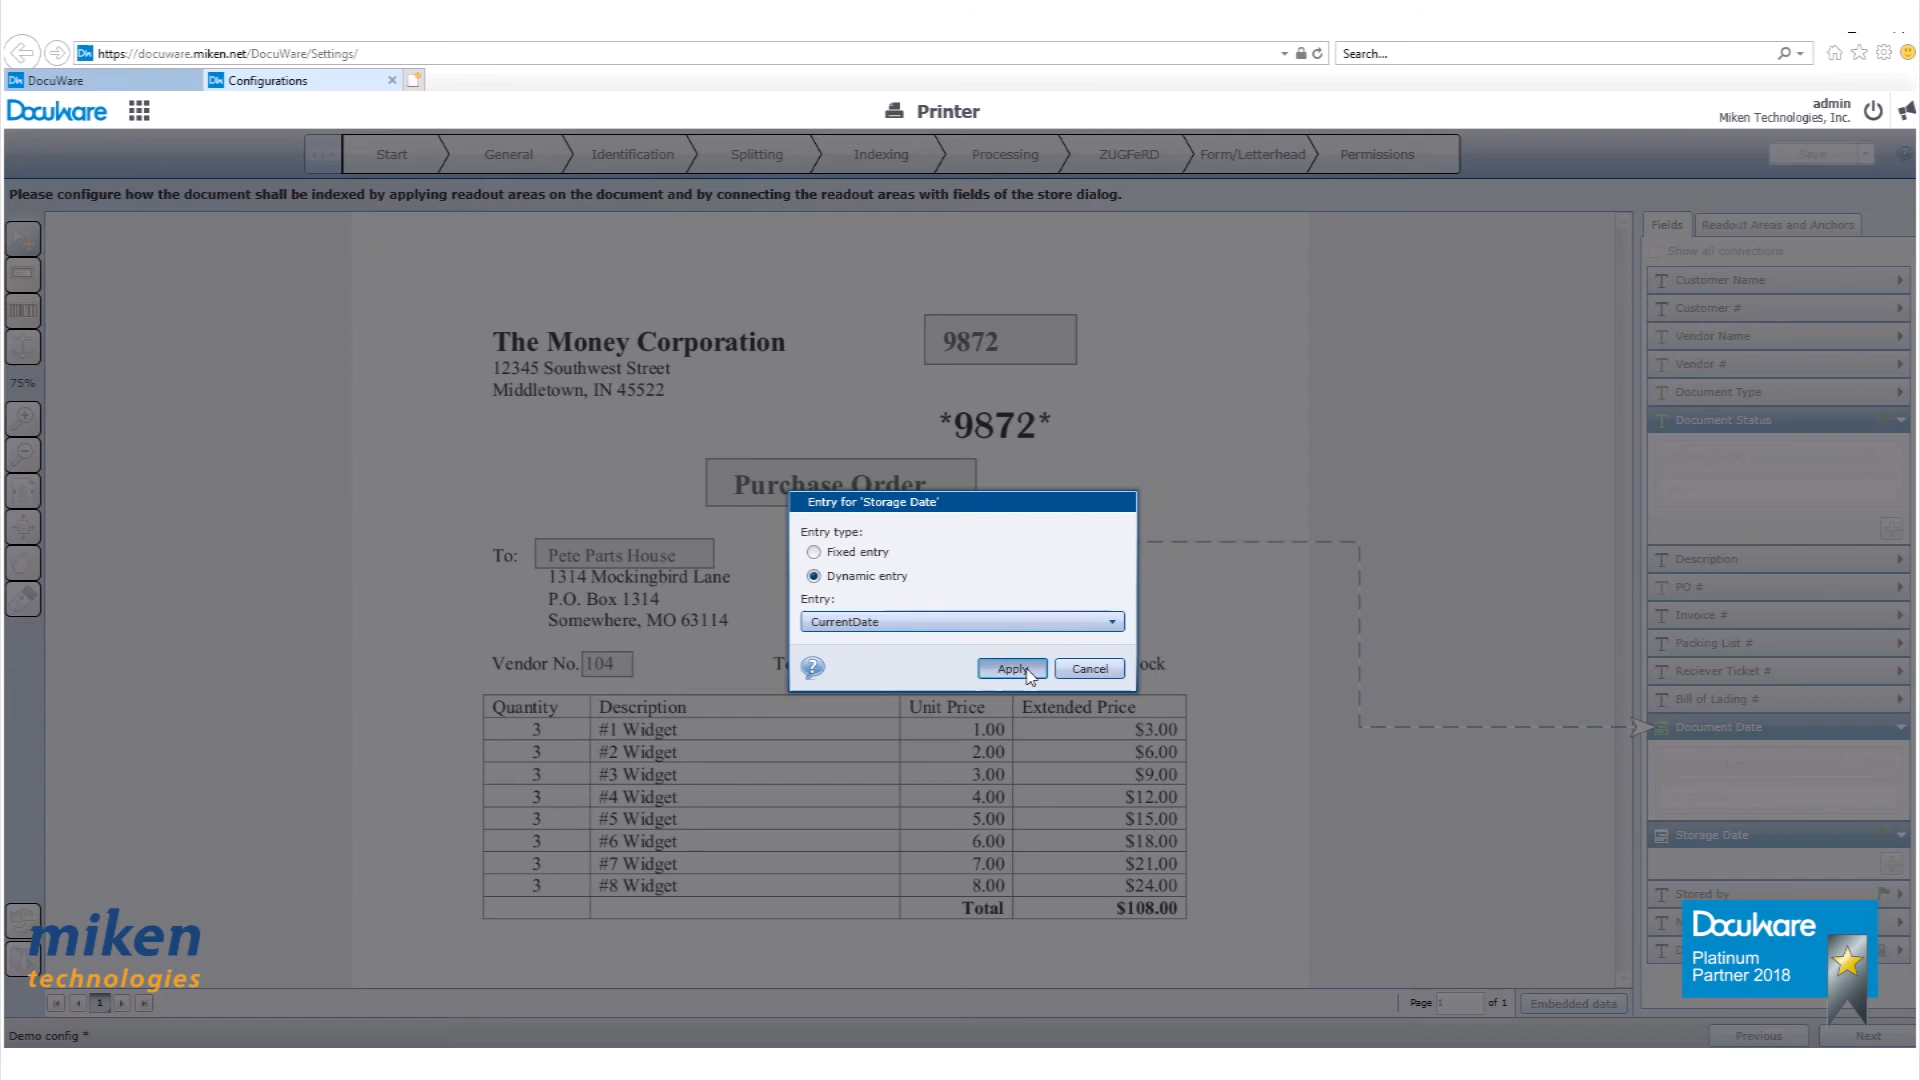 https://docuware.miken.net/DocuWare/Settings/
Search...
DocuWare
Configurations
DocuWare
Printer
admin
Miken Technologies, Inc.
Start
General
Identification
Splitting
Indexing
Processing
ZUGFeRD
Form/Letterhead
Permissions
Save
Please configure how the document shall be indexed by applying readout areas on the document and by connecting the readout areas with fields of the store dialog.
Fields
Readout Areas and Anchors
Show all connections
Customer Name
Customer #
Vendor Name
Vendor #
Document Type
Document Status
Description
PO #
Invoice #
Packing List #
Reciever Ticket #
Bill of Lading #
Document Date
Storage Date
Stored by
75%
The Money Corporation
12345 Southwest Street
Middletown, IN 45522
9872
*9872*
Purchase Order
To: Pete Parts House
1314 Mockingbird Lane
P.O. Box 1314
Somewhere, MO 63114
Vendor No. 104
ock
Quantity Description Unit Price Extended Price
3 #1 Widget 1.00 $3.00
3 #2 Widget 2.00 $6.00
3 #3 Widget 3.00 $9.00
3 #4 Widget 4.00 $12.00
3 #5 Widget 5.00 $15.00
3 #6 Widget 6.00 $18.00
3 #7 Widget 7.00 $21.00
3 #8 Widget 8.00 $24.00
Total $108.00
Entry for 'Storage Date'
Entry type:
Fixed entry
Dynamic entry
Entry:
CurrentDate
Apply
Cancel
miken
technologies
DocuWare
Platinum
Partner 2018
1
Page 1 of 1
Embedded data
Demo config *
Previous
Next